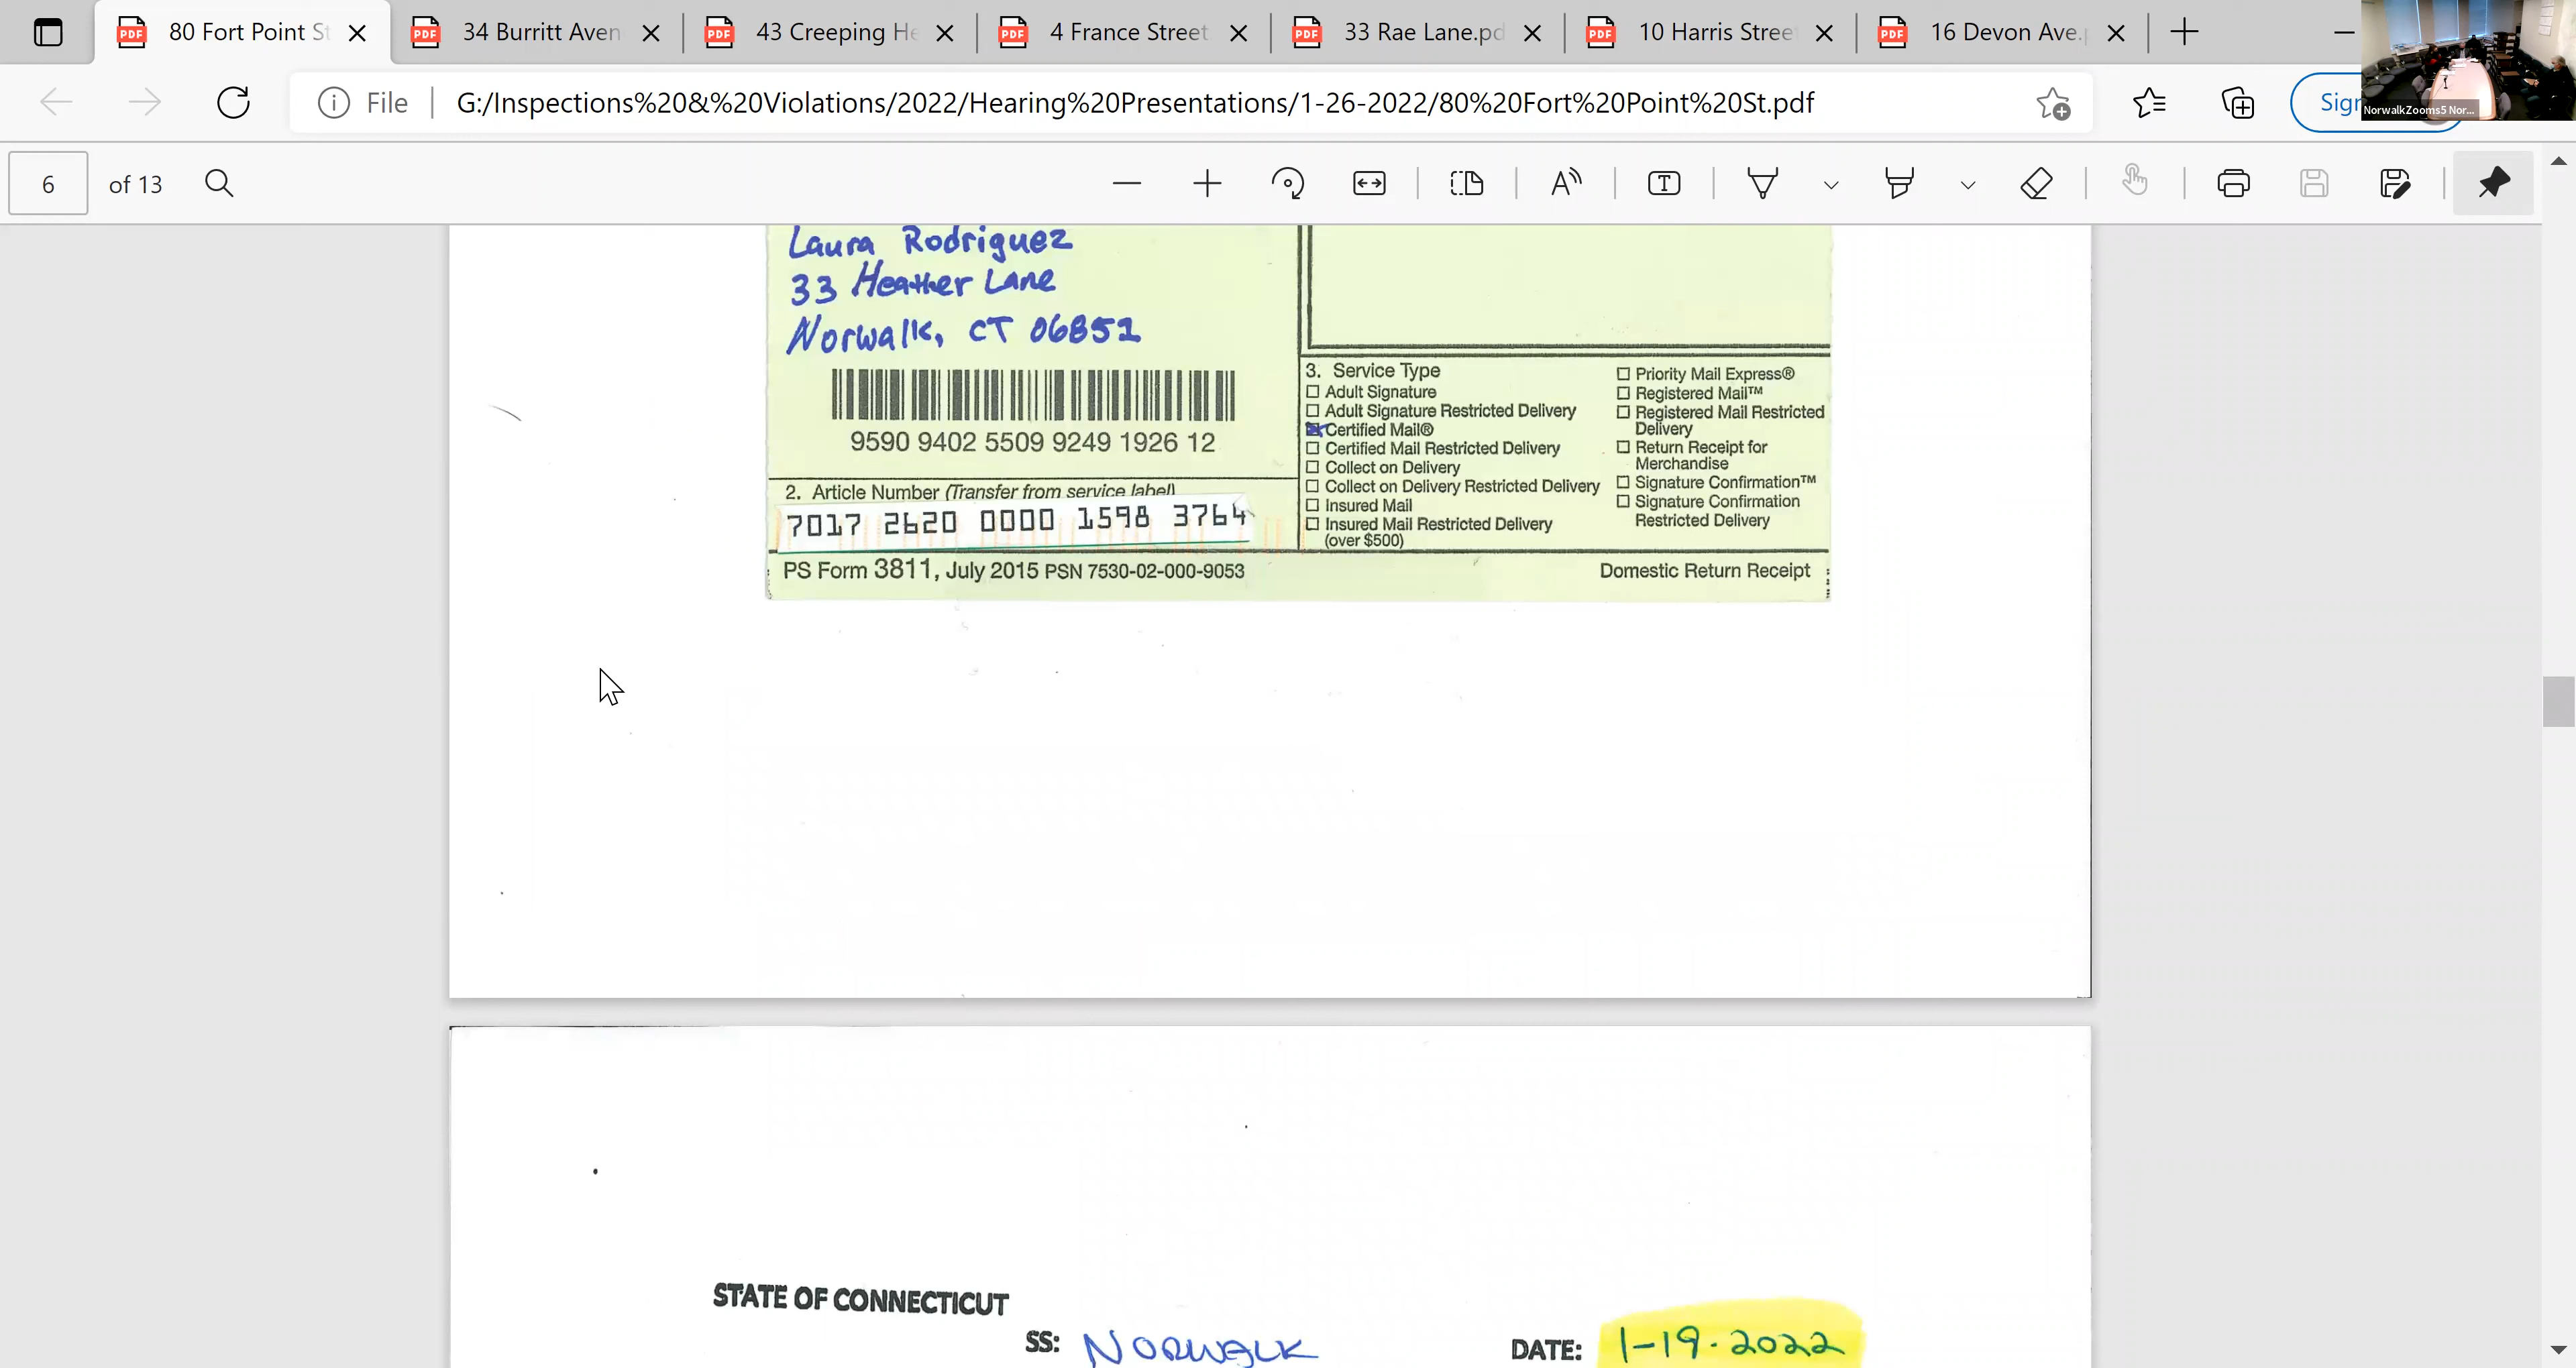 80 Fort Point St
34 Burritt Aven
43 Creeping He
4 France Street
33 Rae Lane.pd
10 Harris Stree
16 Devon Ave.
File
G:/Inspections%20&%20Violations/2022/Hearing%20Presentations/1-26-2022/80%20Fort%20Point%20St.pdf
Sign
NorwalkZooms5 Nor...
6 of 13
Laura Rodriguez
33 Heather Lane
Norwalk, CT 06851
9590 9402 5509 9249 1926 12
2. Article Number (Transfer from service label)
7017 2620 0000 1598 3764
3. Service Type
Adult Signature
Adult Signature Restricted Delivery
Certified Mail®
Certified Mail Restricted Delivery
Collect on Delivery
Collect on Delivery Restricted Delivery
Insured Mail
Insured Mail Restricted Delivery
(over $500)
Priority Mail Express®
Registered Mail™
Registered Mail Restricted
Delivery
Return Receipt for
Merchandise
Signature Confirmation™
Signature Confirmation
Restricted Delivery
PS Form 3811, July 2015 PSN 7530-02-000-9053
Domestic Return Receipt
STATE OF CONNECTICUT
SS: NORWALK
DATE: 1-19-2022